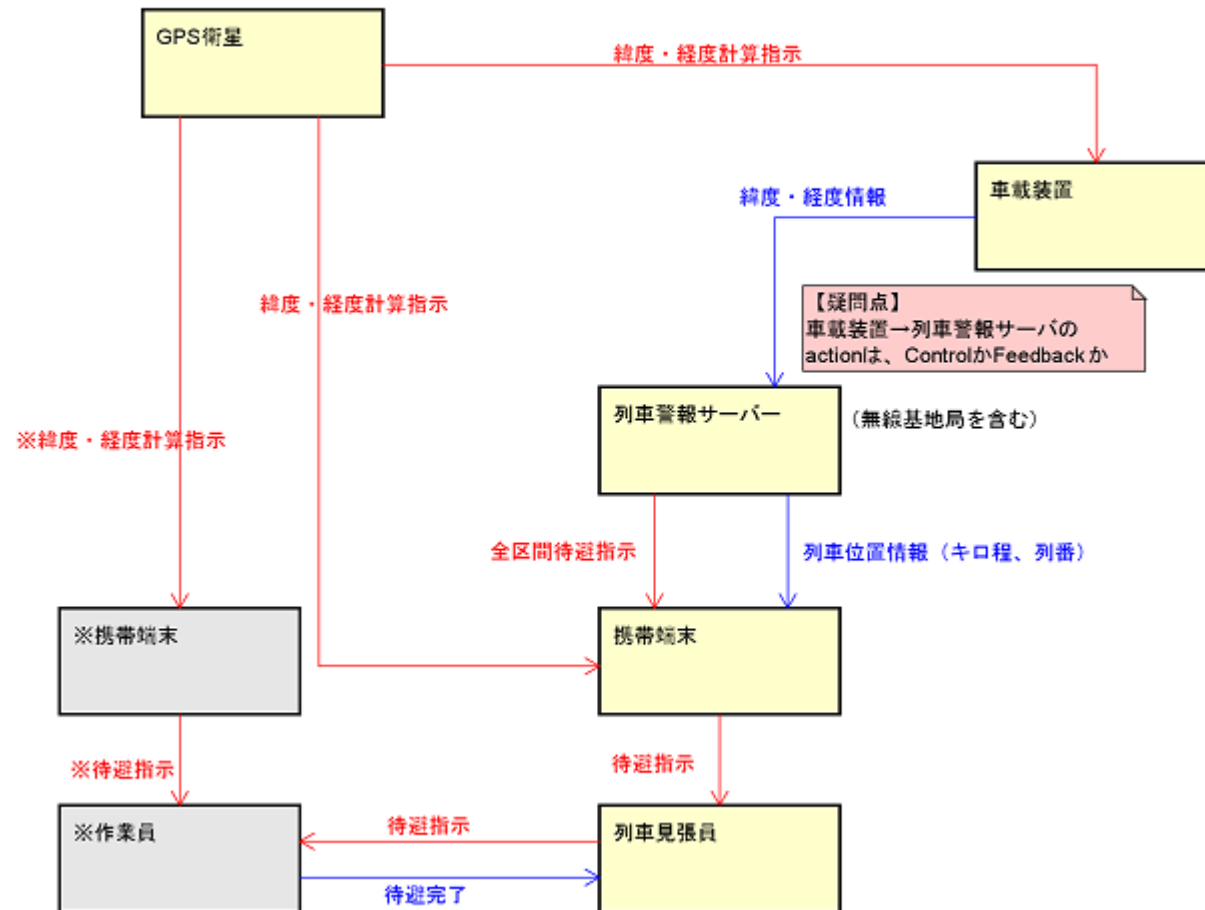 GPS衛星
緯度・経度計算指示
車載装置
緯度・経度情報
緯度・経度計算指示
【疑問点】
車載装置→列車警報サーバの
actionは、ControlかFeedbackか
列車警報サーバー
（無線基地局を含む）
※緯度・経度計算指示
全区間待避指示
列車位置情報（キロ程、列番）
※携帯端末
携帯端末
※待避指示
待避指示
※作業員
待避指示
列車見張員
待避完了